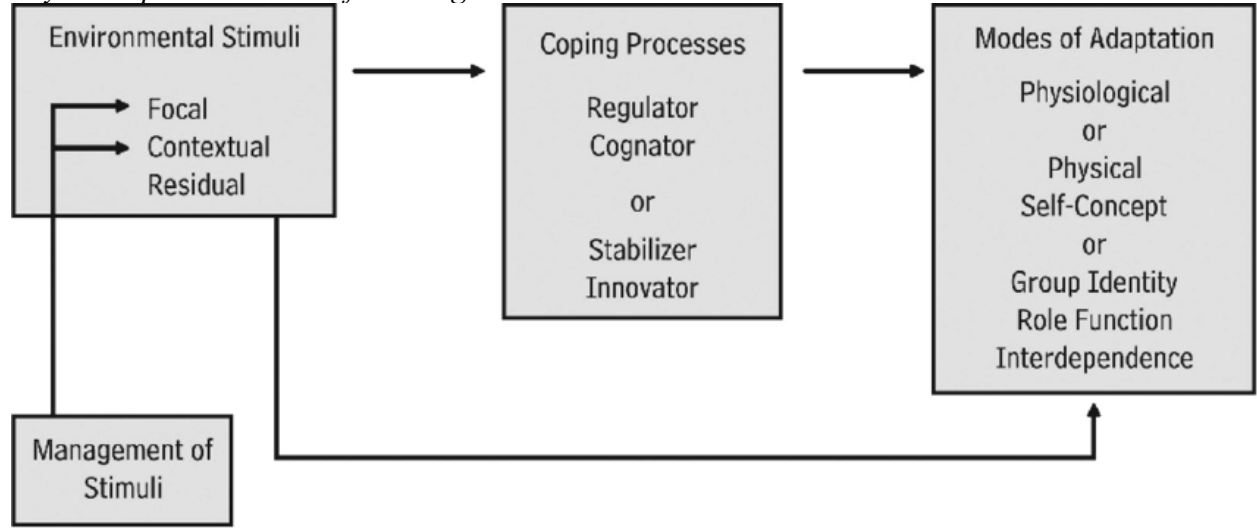 Environmental Stimuli
Focal
Contextual
Residual
Coping Processes
Regulator
Cognator
or
Stabilizer
Innovator
Modes of Adaptation
Physiological
or
Physical
Self-Concept
or
Group Identity
Role Function
Interdependence
Management of
Stimuli